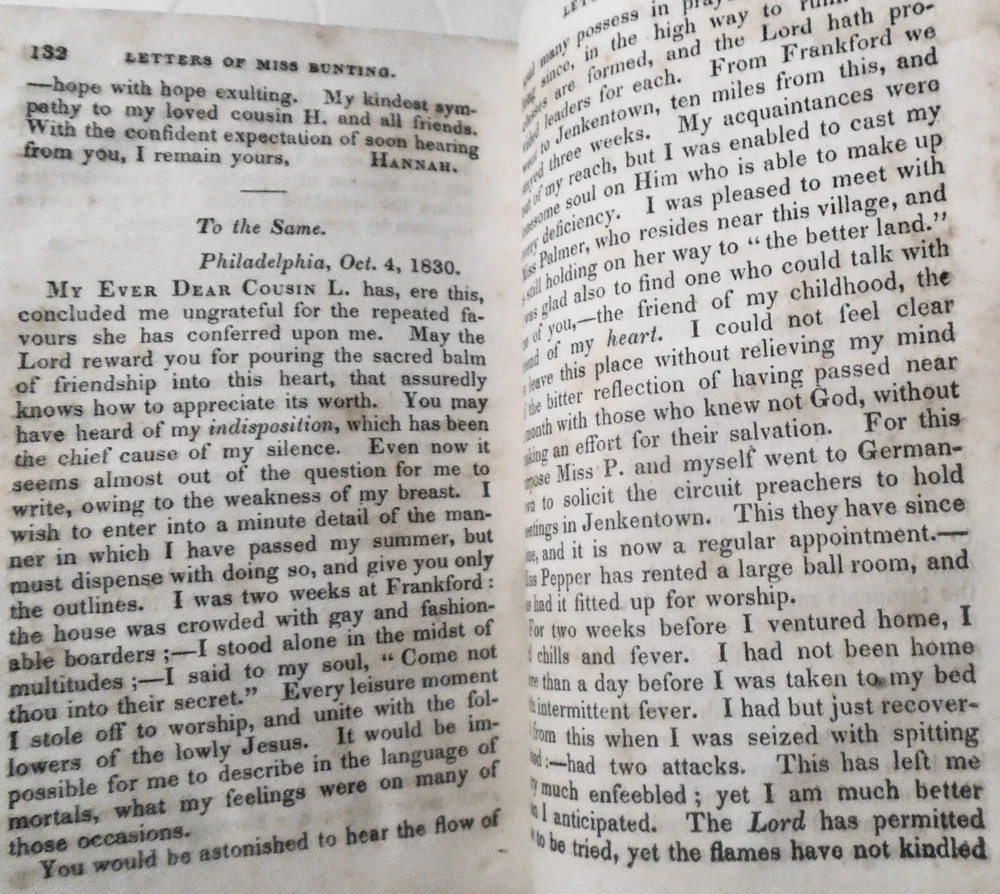 132 LETTERS OF MISS BUNTING.
—hope with hope exulting. My kindest sym-
pathy to my loved cousin H. and all friends.
With the confident expectation of soon hearing
from you, I remain yours, HANNAH.
To the Same.
Philadelphia, Oct. 4, 1830.
MY EVER DEAR COUSIN L. has, ere this,
concluded me ungrateful for the repeated fa-
vours she has conferred upon me. May the
Lord reward you for pouring the sacred balm
of friendship into this heart, that assuredly
knows how to appreciate its worth. You may
have heard of my indisposition, which has been
the chief cause of my silence. Even now it
seems almost out of the question for me to
write, owing to the weakness of my breast. I
wish to enter into a minute detail of the man-
ner in which I have passed my summer, but
must dispense with doing so, and give you only
the outlines. I was two weeks at Frankford:
the house was crowded with gay and fashion-
able boarders;—I stood alone in the midst of
multitudes;—I said to my soul, "Come not
thou into their secret." Every leisure moment
I stole off to worship, and unite with the fol-
lowers of the lowly Jesus. It would be im-
possible for me to describe in the language of
mortals, what my feelings were on many of
those occasions.
You would be astonished to hear the flow of
many possess in
since, in the high way to
are formed, and the Lord hath pro-
leaders for each. From Frankford we
to Jenkentown, ten miles from this, and
three weeks. My acquaintances were
of my reach, but I was enabled to cast my
soul on Him who is able to make up
deficiency. I was pleased to meet with
Palmer, who resides near this village, and
still holding on her way to "the better land."
glad also to find one who could talk with
of you,—the friend of my childhood, the
of my heart. I could not feel clear
leave this place without relieving my mind
the bitter reflection of having passed near
month with those who knew not God, without
an effort for their salvation. For this
Miss P. and myself went to German-
to solicit the circuit preachers to hold
in Jenkentown. This they have since
and it is now a regular appointment.—
Pepper has rented a large ball room, and
had it fitted up for worship.
For two weeks before I ventured home, I
chills and fever. I had not been home
than a day before I was taken to my bed
intermittent fever. I had but just recover-
from this when I was seized with spitting
;—had two attacks. This has left me
much enfeebled; yet I am much better
I anticipated. The Lord has permitted
to be tried, yet the flames have not kindled